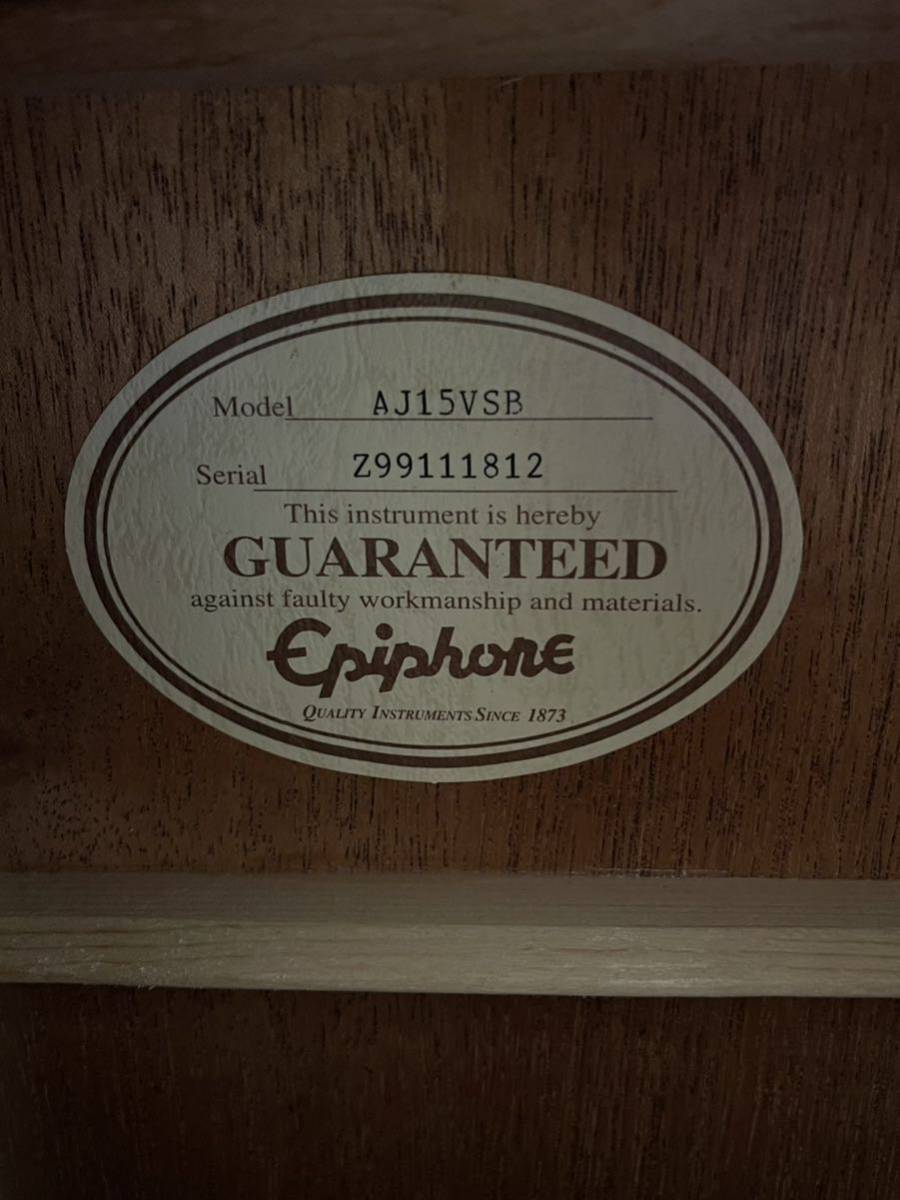 Model AJ15VSB
Serial Z99111812
This instrument is hereby
GUARANTEED
against faulty workmanship and materials.
Epiphone
QUALITY INSTRUMENTS SINCE 1873